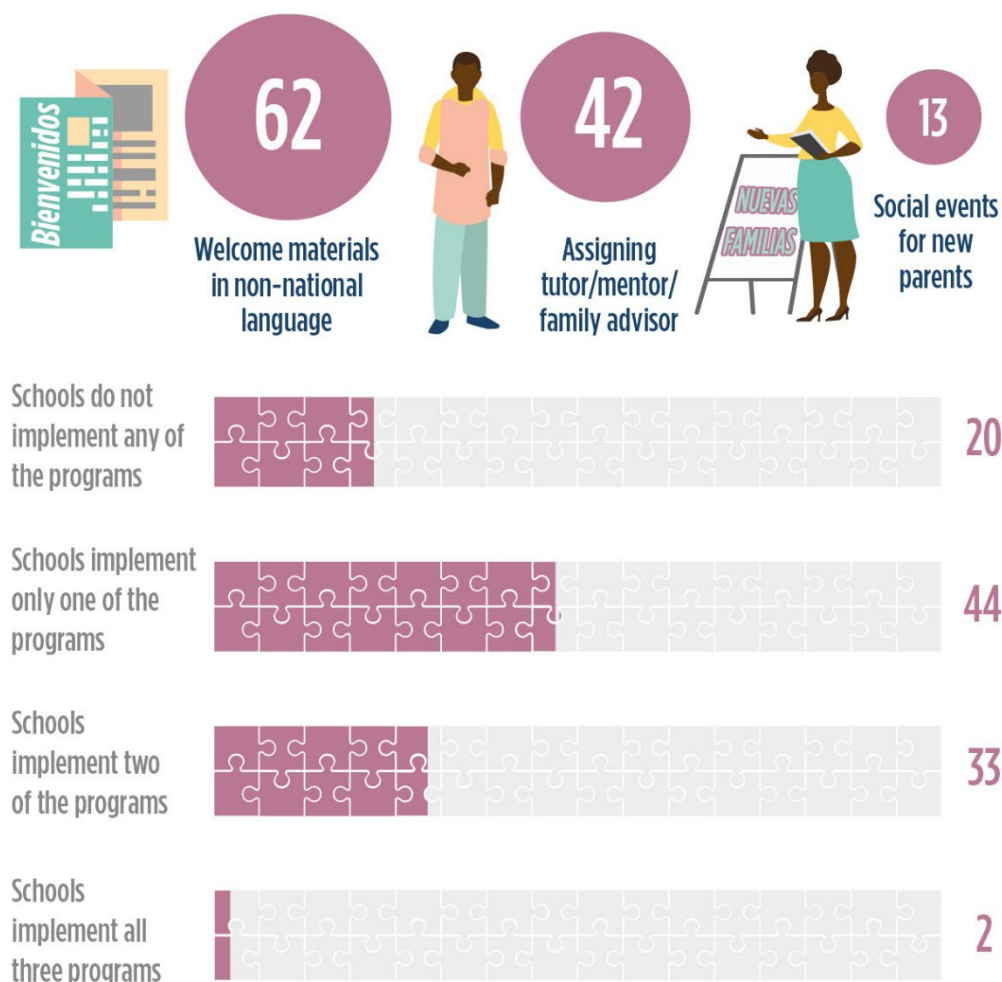 Bienvenidos
62
Welcome materials
in non-national
language
42
Assigning
tutor/mentor/
family advisor
NUEVAS
FAMILIAS
13
Social events
for new
parents
Schools do not
implement any of
the programs
20
Schools implement
only one of the
programs
44
Schools
implement two
of the programs
33
Schools
implement all
three programs
2